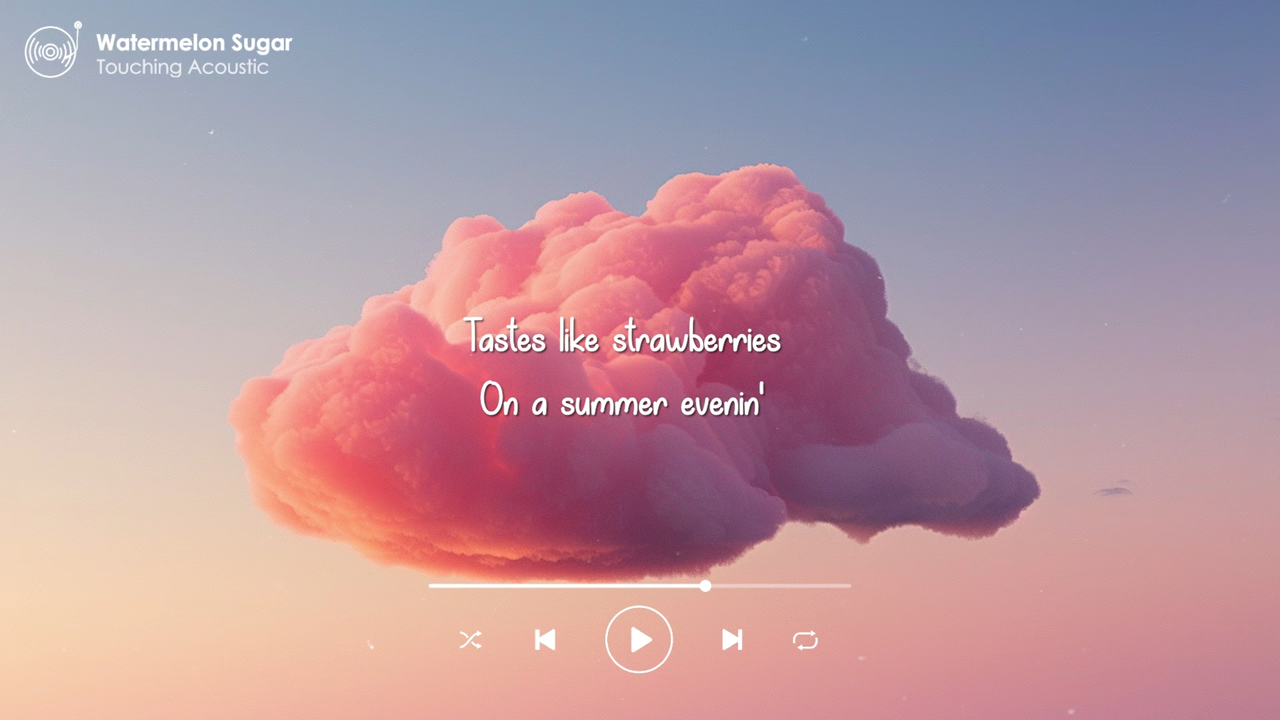 Watermelon Sugar
Touching Acoustic
Tastes like strawberries
On a summer evenin'